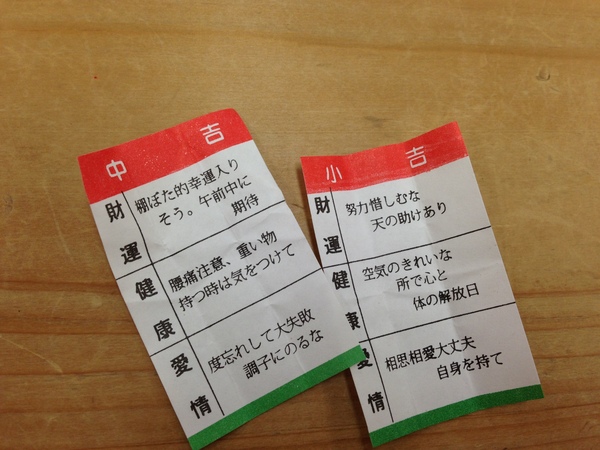 中吉
財運
棚ぼた的幸運入り
そう。午前中に
期待
健康
腰痛注意、重い物
持つ時は気をつけて
愛情
度忘れして大失敗
調子にのるな
小吉
財運
努力惜しむな
天の助けあり
健康
空気のきれいな
所で心と
体の解放日
愛情
相思相愛大丈夫
自身を持て